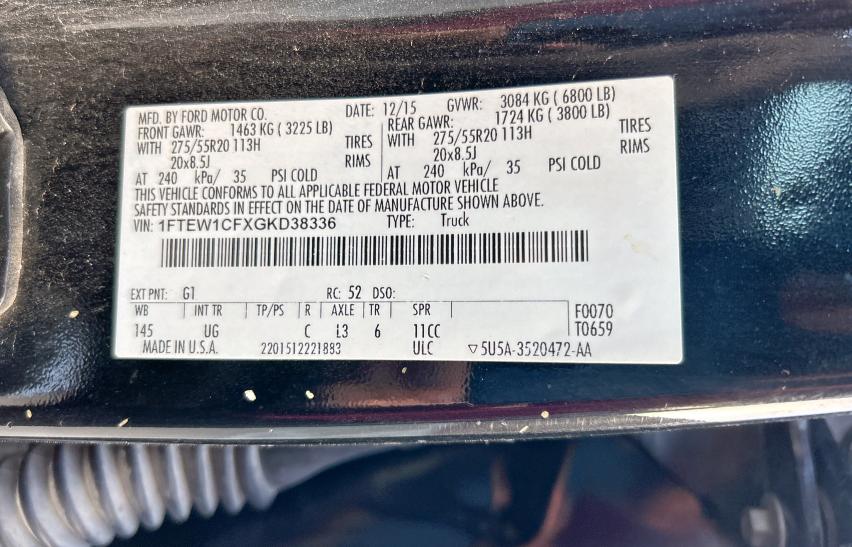 MFD. BY FORD MOTOR CO. DATE: 12/15 GVWR: 3084 KG ( 6800 LB)
FRONT GAWR: 1463 KG ( 3225 LB) REAR GAWR: 1724 KG ( 3800 LB)
WITH 275/55R20 113H TIRES 275/55R20 113H TIRES
20x8.5J RIMS WITH 20x8.5J RIMS
AT 240 kPa/ 35 PSI COLD AT 240 kPa/ 35 PSI COLD
THIS VEHICLE CONFORMS TO ALL APPLICABLE FEDERAL MOTOR VEHICLE
SAFETY STANDARDS IN EFFECT ON THE DATE OF MANUFACTURE SHOWN ABOVE.
VIN: 1FTEW1CFXGKD38336 TYPE: Truck
EXT PNT: G1 RC: 52 DSO:
WB INT TR TP/PS R AXLE TR SPR F0070
145 UG C L3 6 11CC T0659
MADE IN U.S.A. 2201512221883 ULC ▽5U5A-3520472-AA